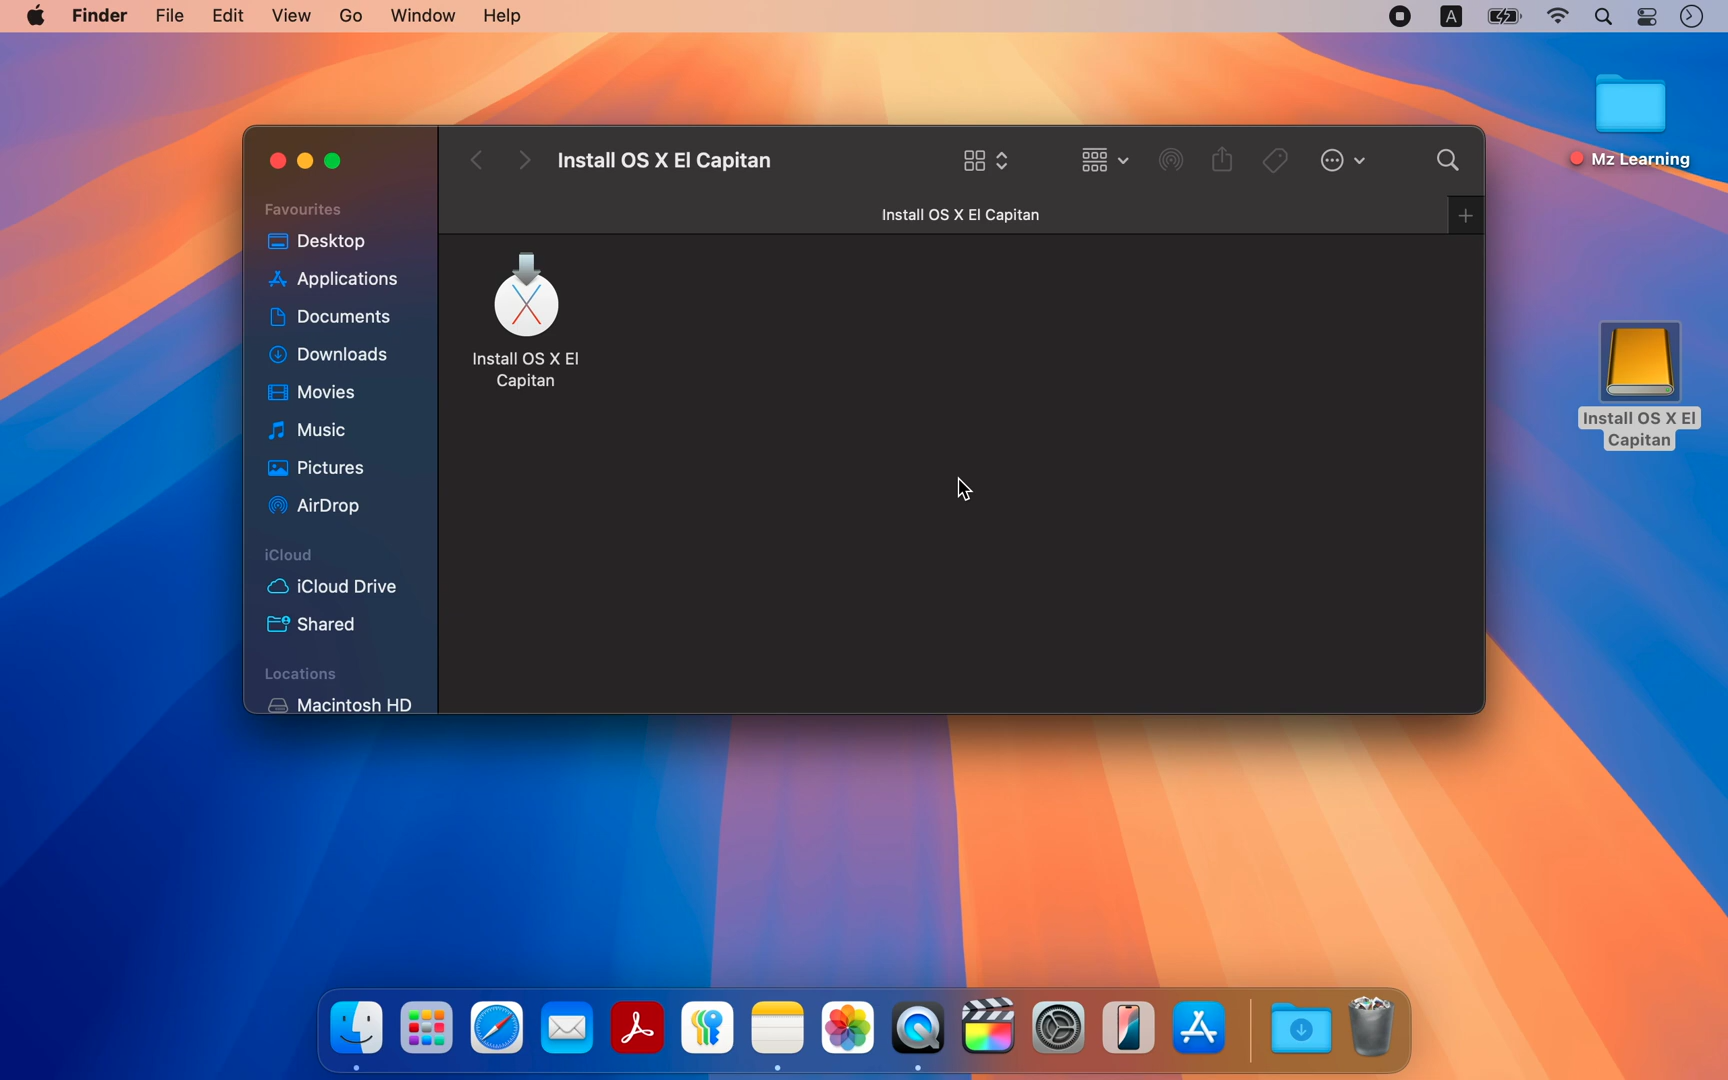 Finder File Edit View Go Window Help A
Mz Learning
Install OS X El Capitan
Install OS X El Capitan
Favourites
Desktop
Applications
Documents
Downloads
Movies
Music
Pictures
AirDrop
iCloud
iCloud Drive
Shared
Locations
Macintosh HD
Install OS X El
Capitan
Install OS X El
Capitan